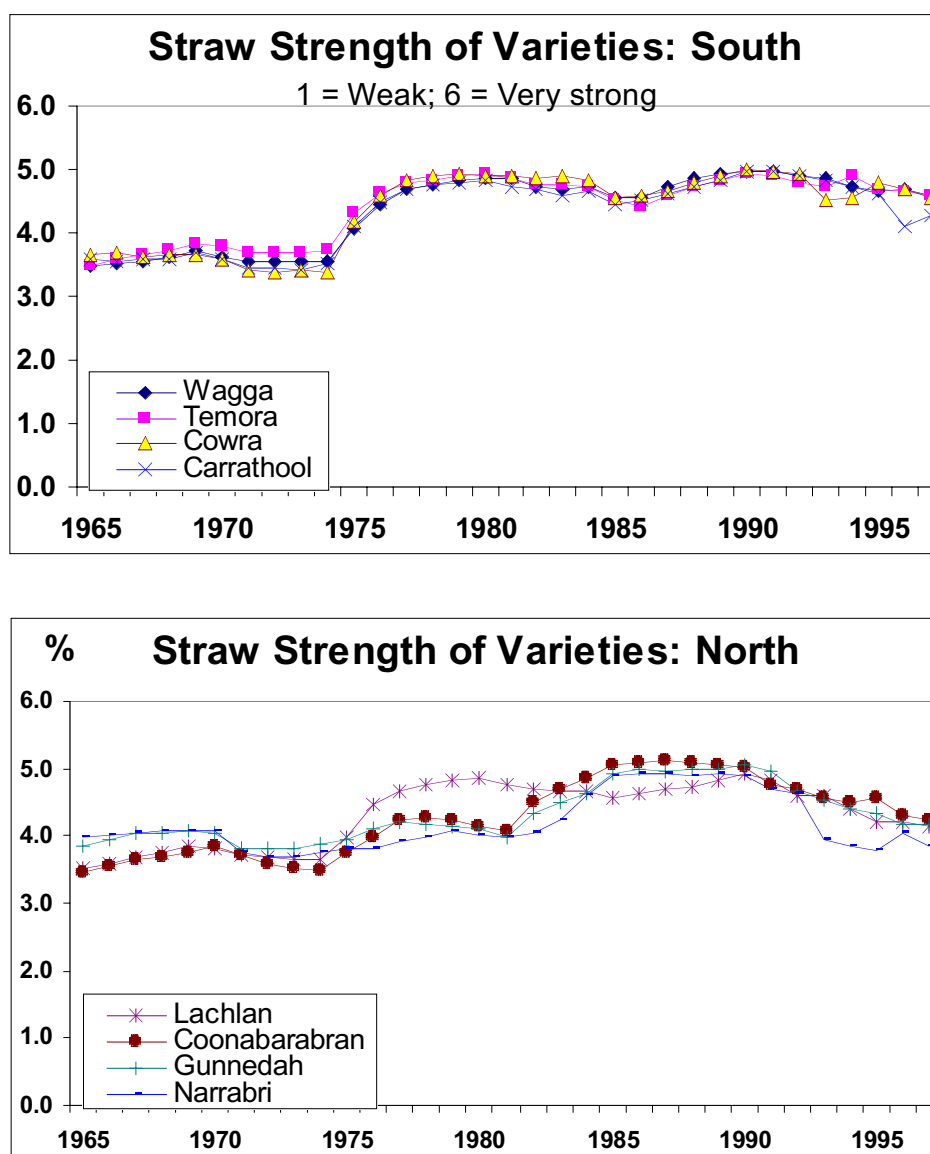 Straw Strength of Varieties: South
1 = Weak; 6 = Very strong
6.0
5.0
4.0
3.0
2.0
1.0
0.0
Wagga
Temora
Cowra
Carrathool
1965 1970 1975 1980 1985 1990 1995
% Straw Strength of Varieties: North
6.0
5.0
4.0
3.0
2.0
1.0
0.0
Lachlan
Coonabarabran
Gunnedah
Narrabri
1965 1970 1975 1980 1985 1990 1995